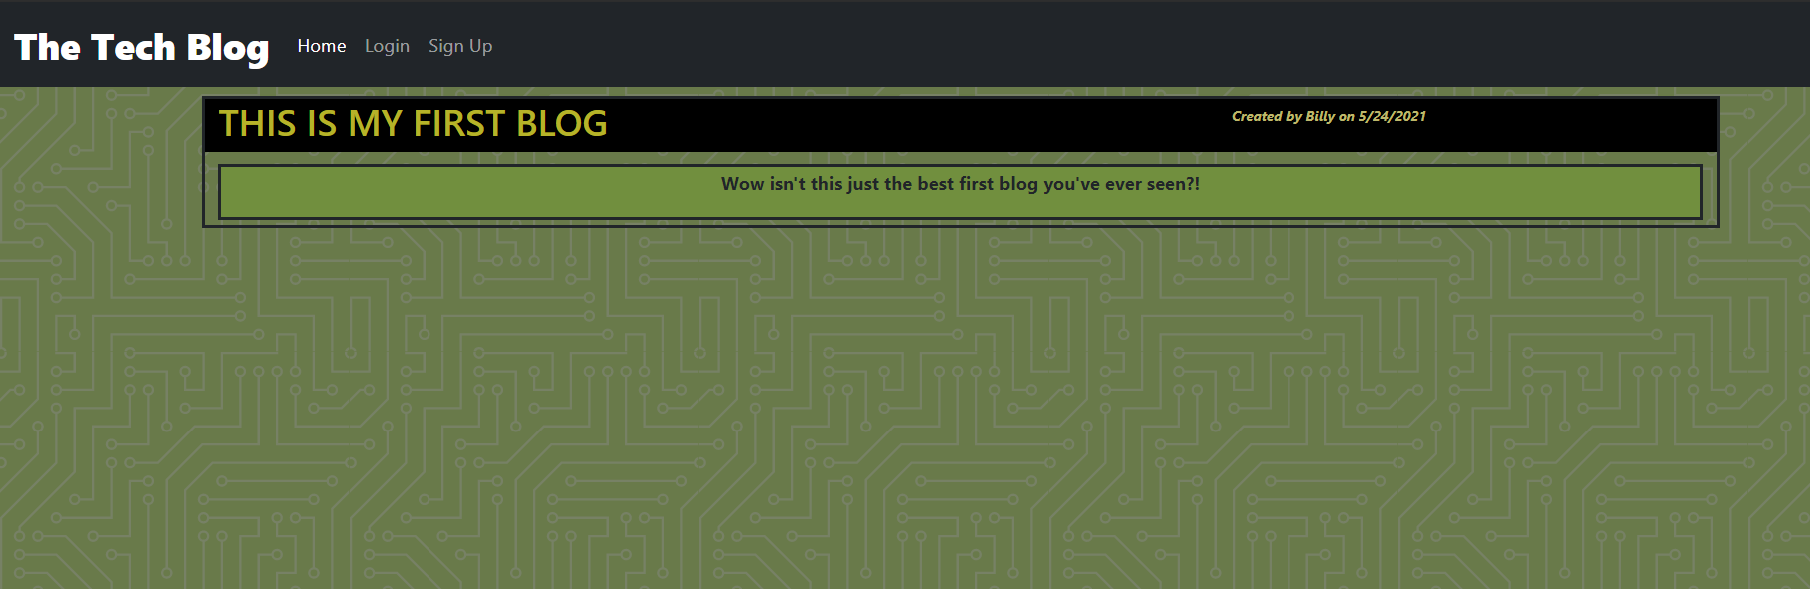 The Tech Blog Home Login Sign Up
THIS IS MY FIRST BLOG Created by Billy on 5/24/2021
Wow isn't this just the best first blog you've ever seen?!